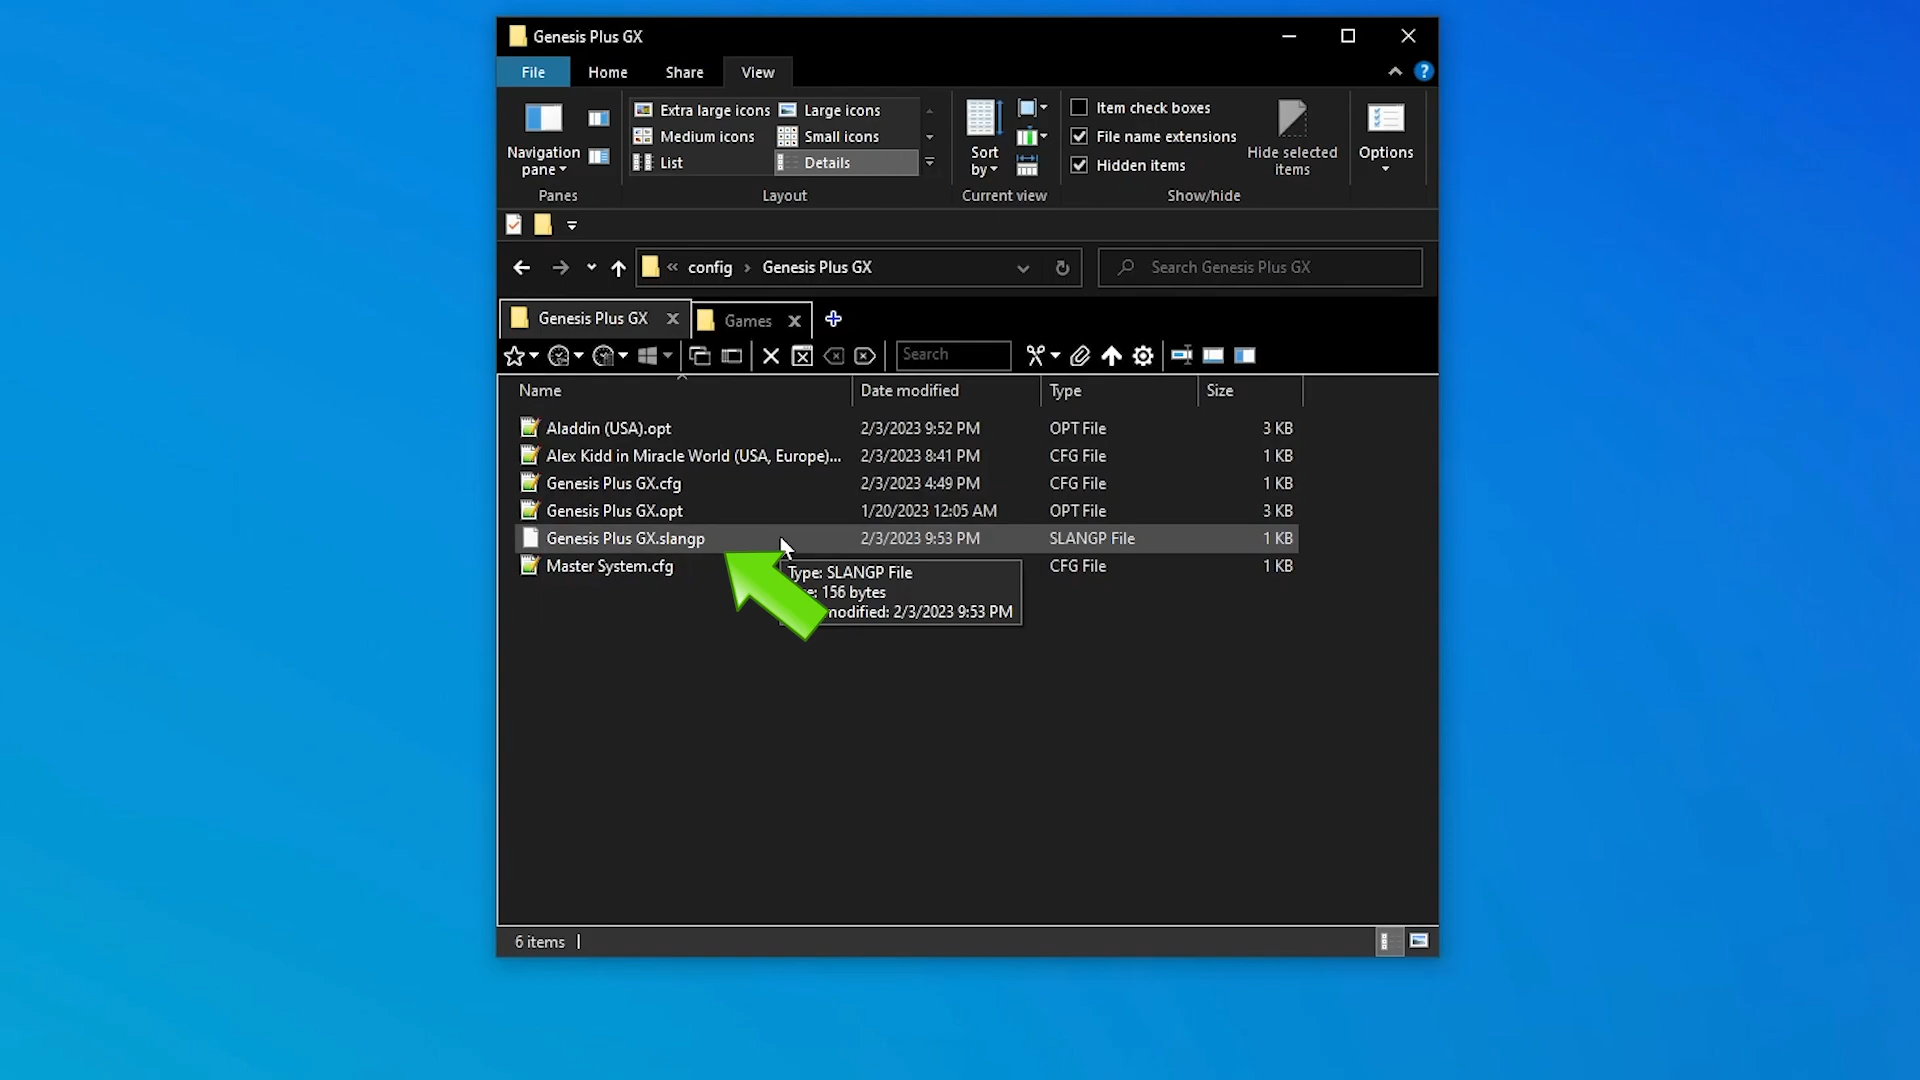 Genesis Plus GX
File Home Share View
Navigation pane
Panes
Extra large icons Large icons
Medium icons Small icons
List Details
Layout
Sort by
Current view
Item check boxes
File name extensions
Hidden items
Hide selected items
Show/hide
Options
« config › Genesis Plus GX
Search Genesis Plus GX
Genesis Plus GX Games
Search
Name Date modified Type Size
Aladdin (USA).opt 2/3/2023 9:52 PM OPT File 3 KB
Alex Kidd in Miracle World (USA, Europe)... 2/3/2023 8:41 PM CFG File 1 KB
Genesis Plus GX.cfg 2/3/2023 4:49 PM CFG File 1 KB
Genesis Plus GX.opt 1/20/2023 12:05 AM OPT File 3 KB
Genesis Plus GX.slangp 2/3/2023 9:53 PM SLANGP File 1 KB
Master System.cfg CFG File 1 KB
Type: SLANGP File
156 bytes
modified: 2/3/2023 9:53 PM
6 items